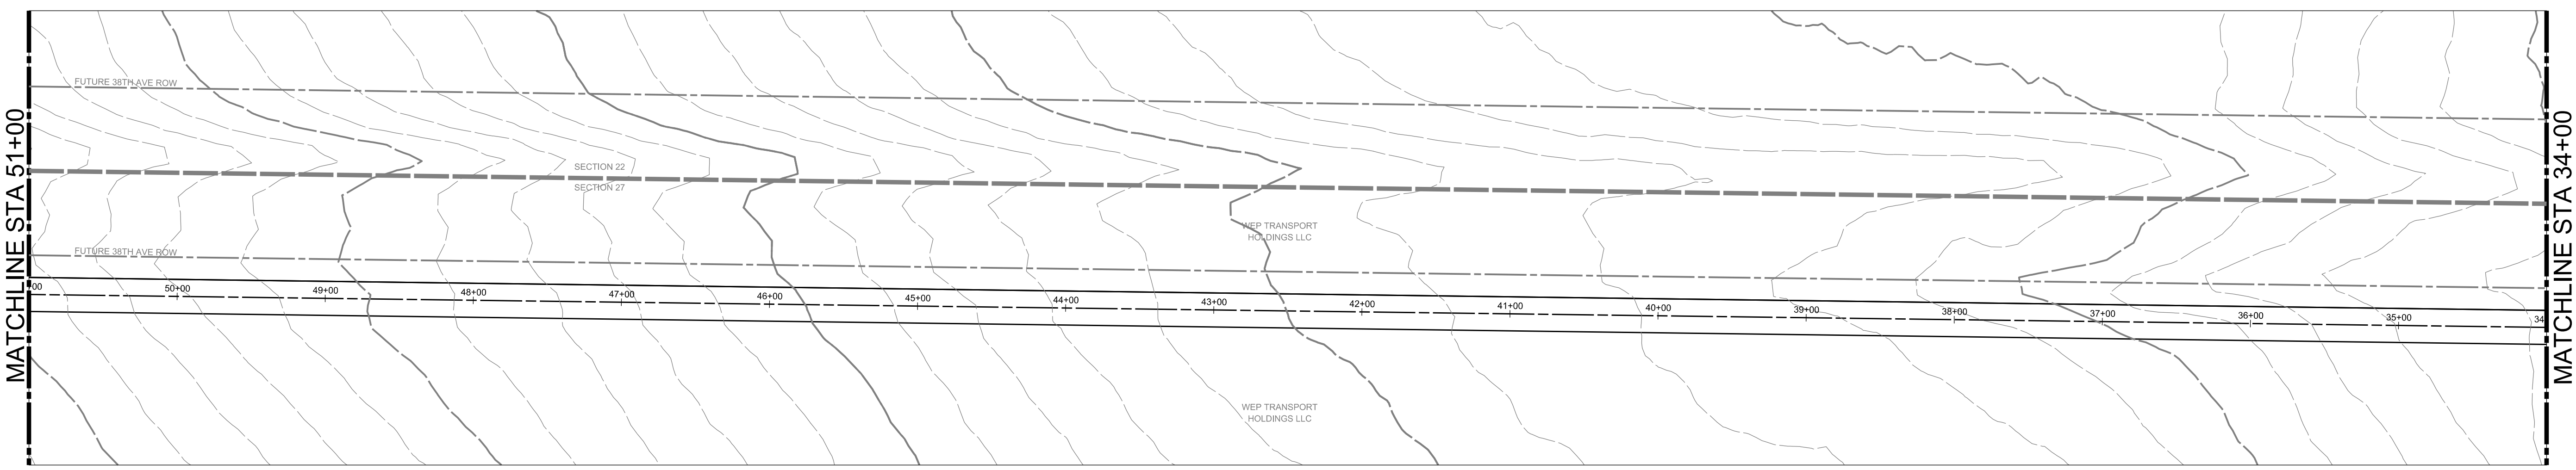 MATCHLINE STA 51+00
FUTURE 38TH AVE ROW
SECTION 22
SECTION 27
WEP TRANSPORT
HOLDINGS LLC
FUTURE 38TH AVE ROW
00
50+00
49+00
48+00
47+00
46+00
45+00
44+00
43+00
42+00
41+00
40+00
39+00
38+00
37+00
36+00
35+00
34
WEP TRANSPORT
HOLDINGS LLC
MATCHLINE STA 34+00